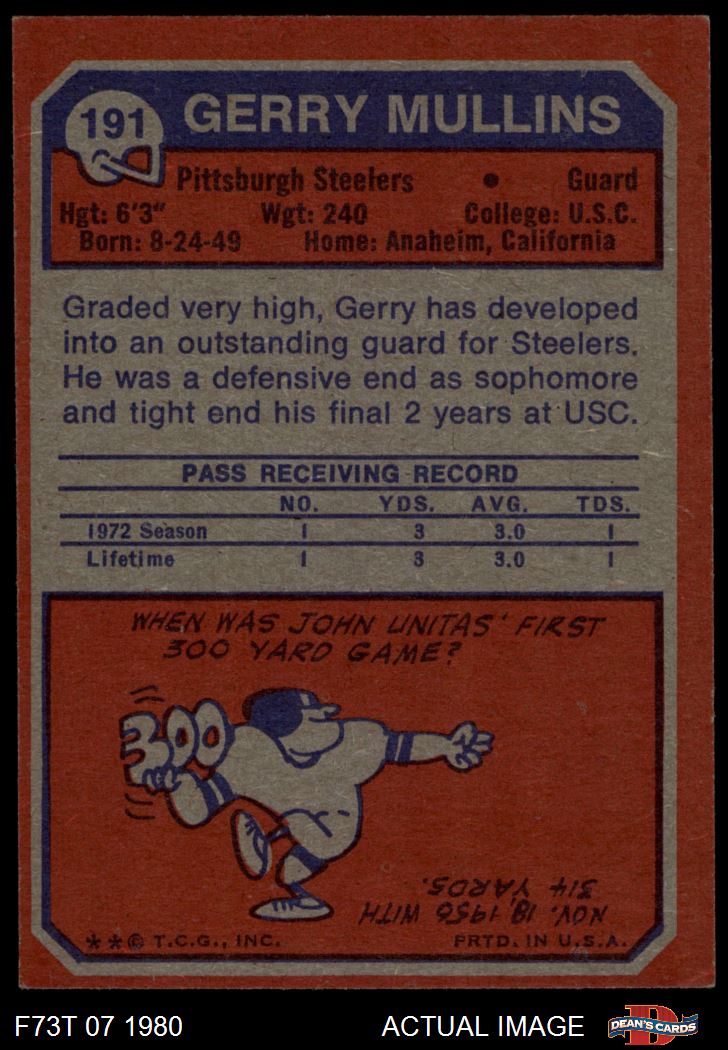 191 GERRY MULLINS
Pittsburgh Steelers • Guard
Hgt: 6'3" Wgt: 240 College: U.S.C.
Born: 8-24-49 Home: Anaheim, California
Graded very high, Gerry has developed
into an outstanding guard for Steelers.
He was a defensive end as sophomore
and tight end his final 2 years at USC.
PASS RECEIVING RECORD
NO. YDS. AVG. TDS.
1972 Season 1 3 3.0 1
Lifetime 1 3 3.0 1
WHEN WAS JOHN UNITAS' FIRST
300 YARD GAME?
300
NOV. 18, 1956 WITH
314 YARDS.
**© T.C.G., INC. PRTD. IN U.S.A.
F73T 07 1980 ACTUAL IMAGE
D
DEAN'S CARDS